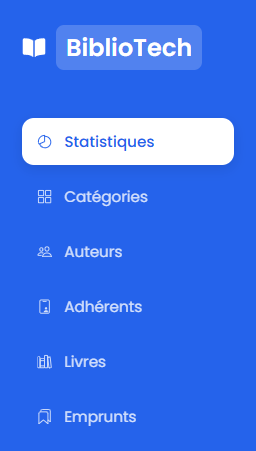 BiblioTech
Statistiques
Catégories
Auteurs
Adhérents
Livres
Emprunts